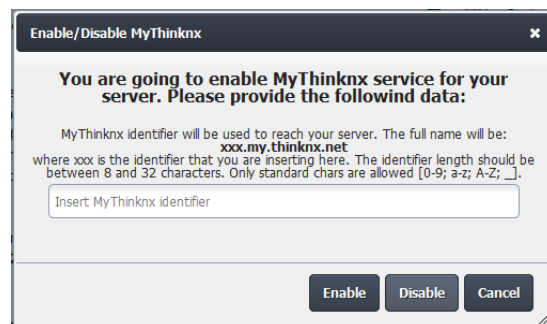 Enable/Disable MyThinknx
You are going to enable MyThinknx service for your
server. Please provide the followind data:
MyThinknx identifier will be used to reach your server. The full name will be:
xxx.my.thinknx.net
where xxx is the identifier that you are inserting here. The identifier length should be
between 8 and 32 characters. Only standard chars are allowed [0-9; a-z; A-Z; _].
Insert MyThinknx identifier
Enable Disable Cancel